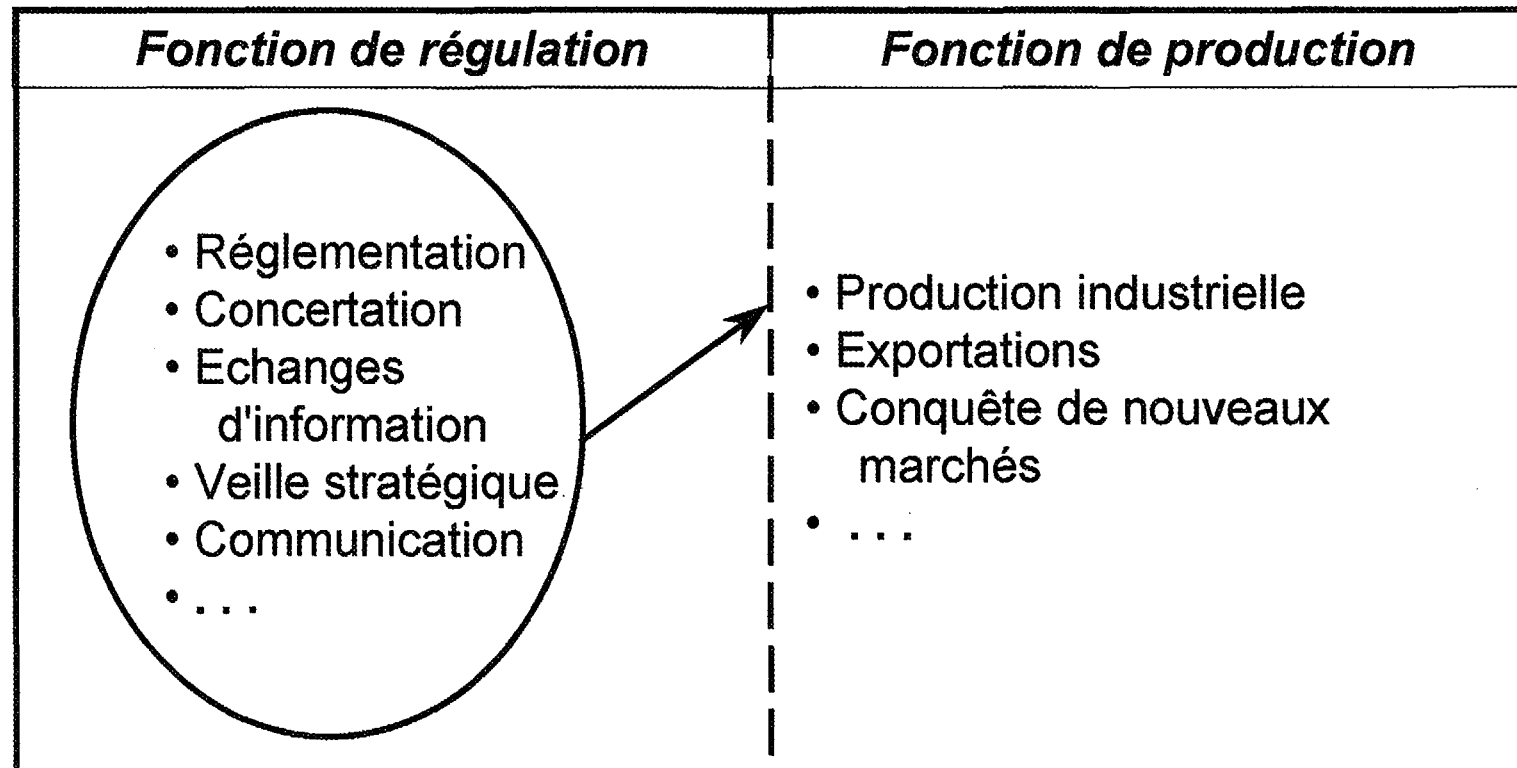 Fonction de régulation
Fonction de production
• Réglementation
• Concertation
• Echanges
d'information
• Veille stratégique
• Communication
• . . .
• Production industrielle
• Exportations
• Conquête de nouveaux
marchés
• . . .